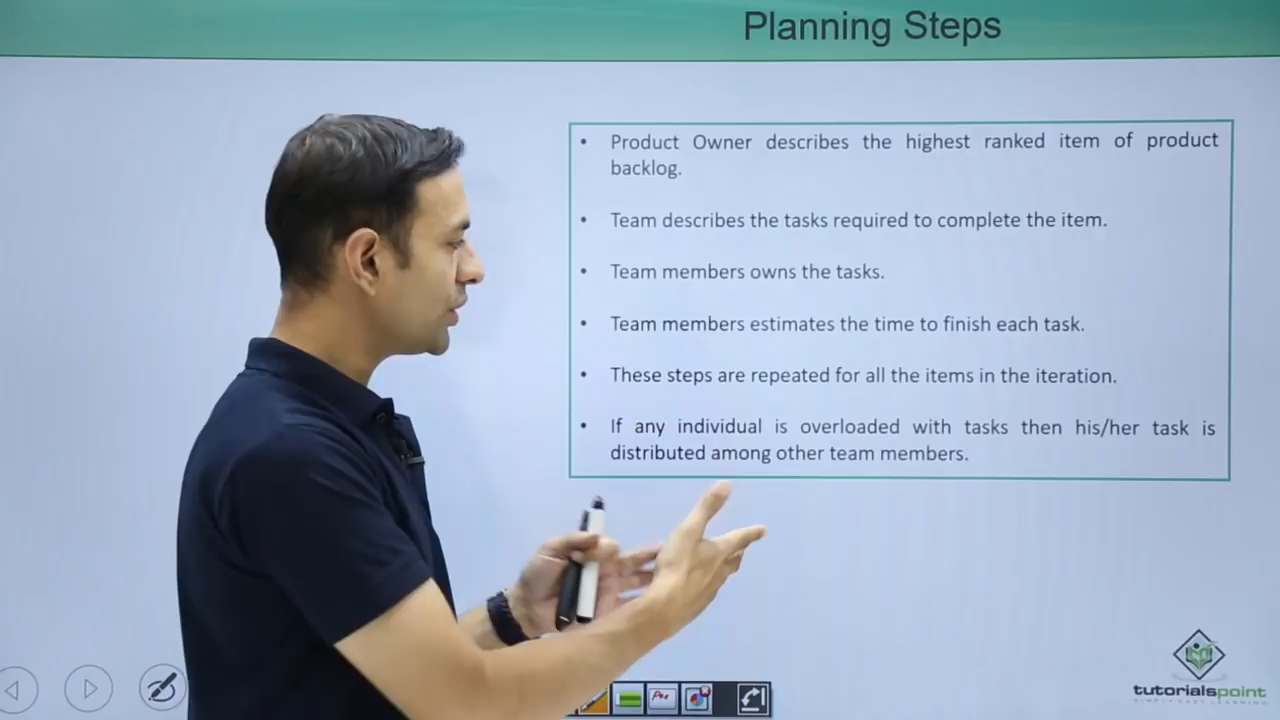 Planning Steps
• Product Owner describes the highest ranked item of product
backlog.
• Team describes the tasks required to complete the item.
• Team members owns the tasks.
• Team members estimates the time to finish each task.
• These steps are repeated for all the items in the iteration.
• If any individual is overloaded with tasks then his/her task is
distributed among other team members.
tutorialspoint
SIMPLY EASY LEARNING